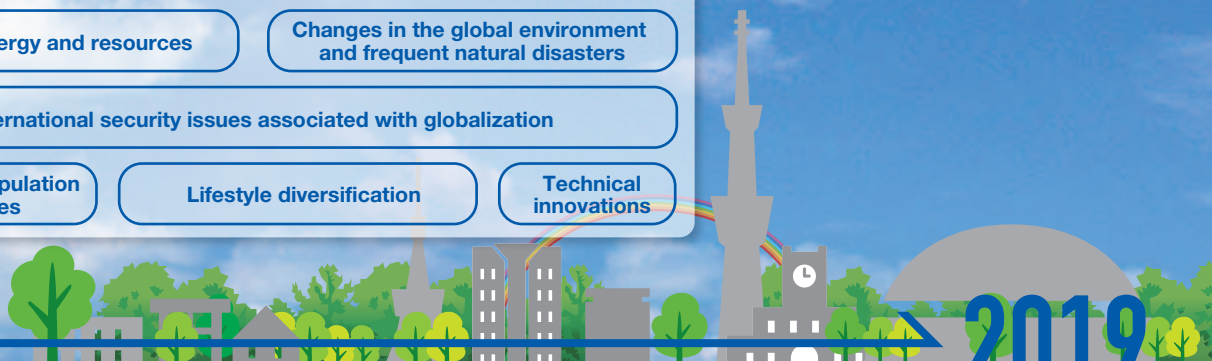 ergy and resources
Changes in the global environment
and frequent natural disasters
ernational security issues associated with globalization
pulation
es
Lifestyle diversification
Technical
innovations
2019